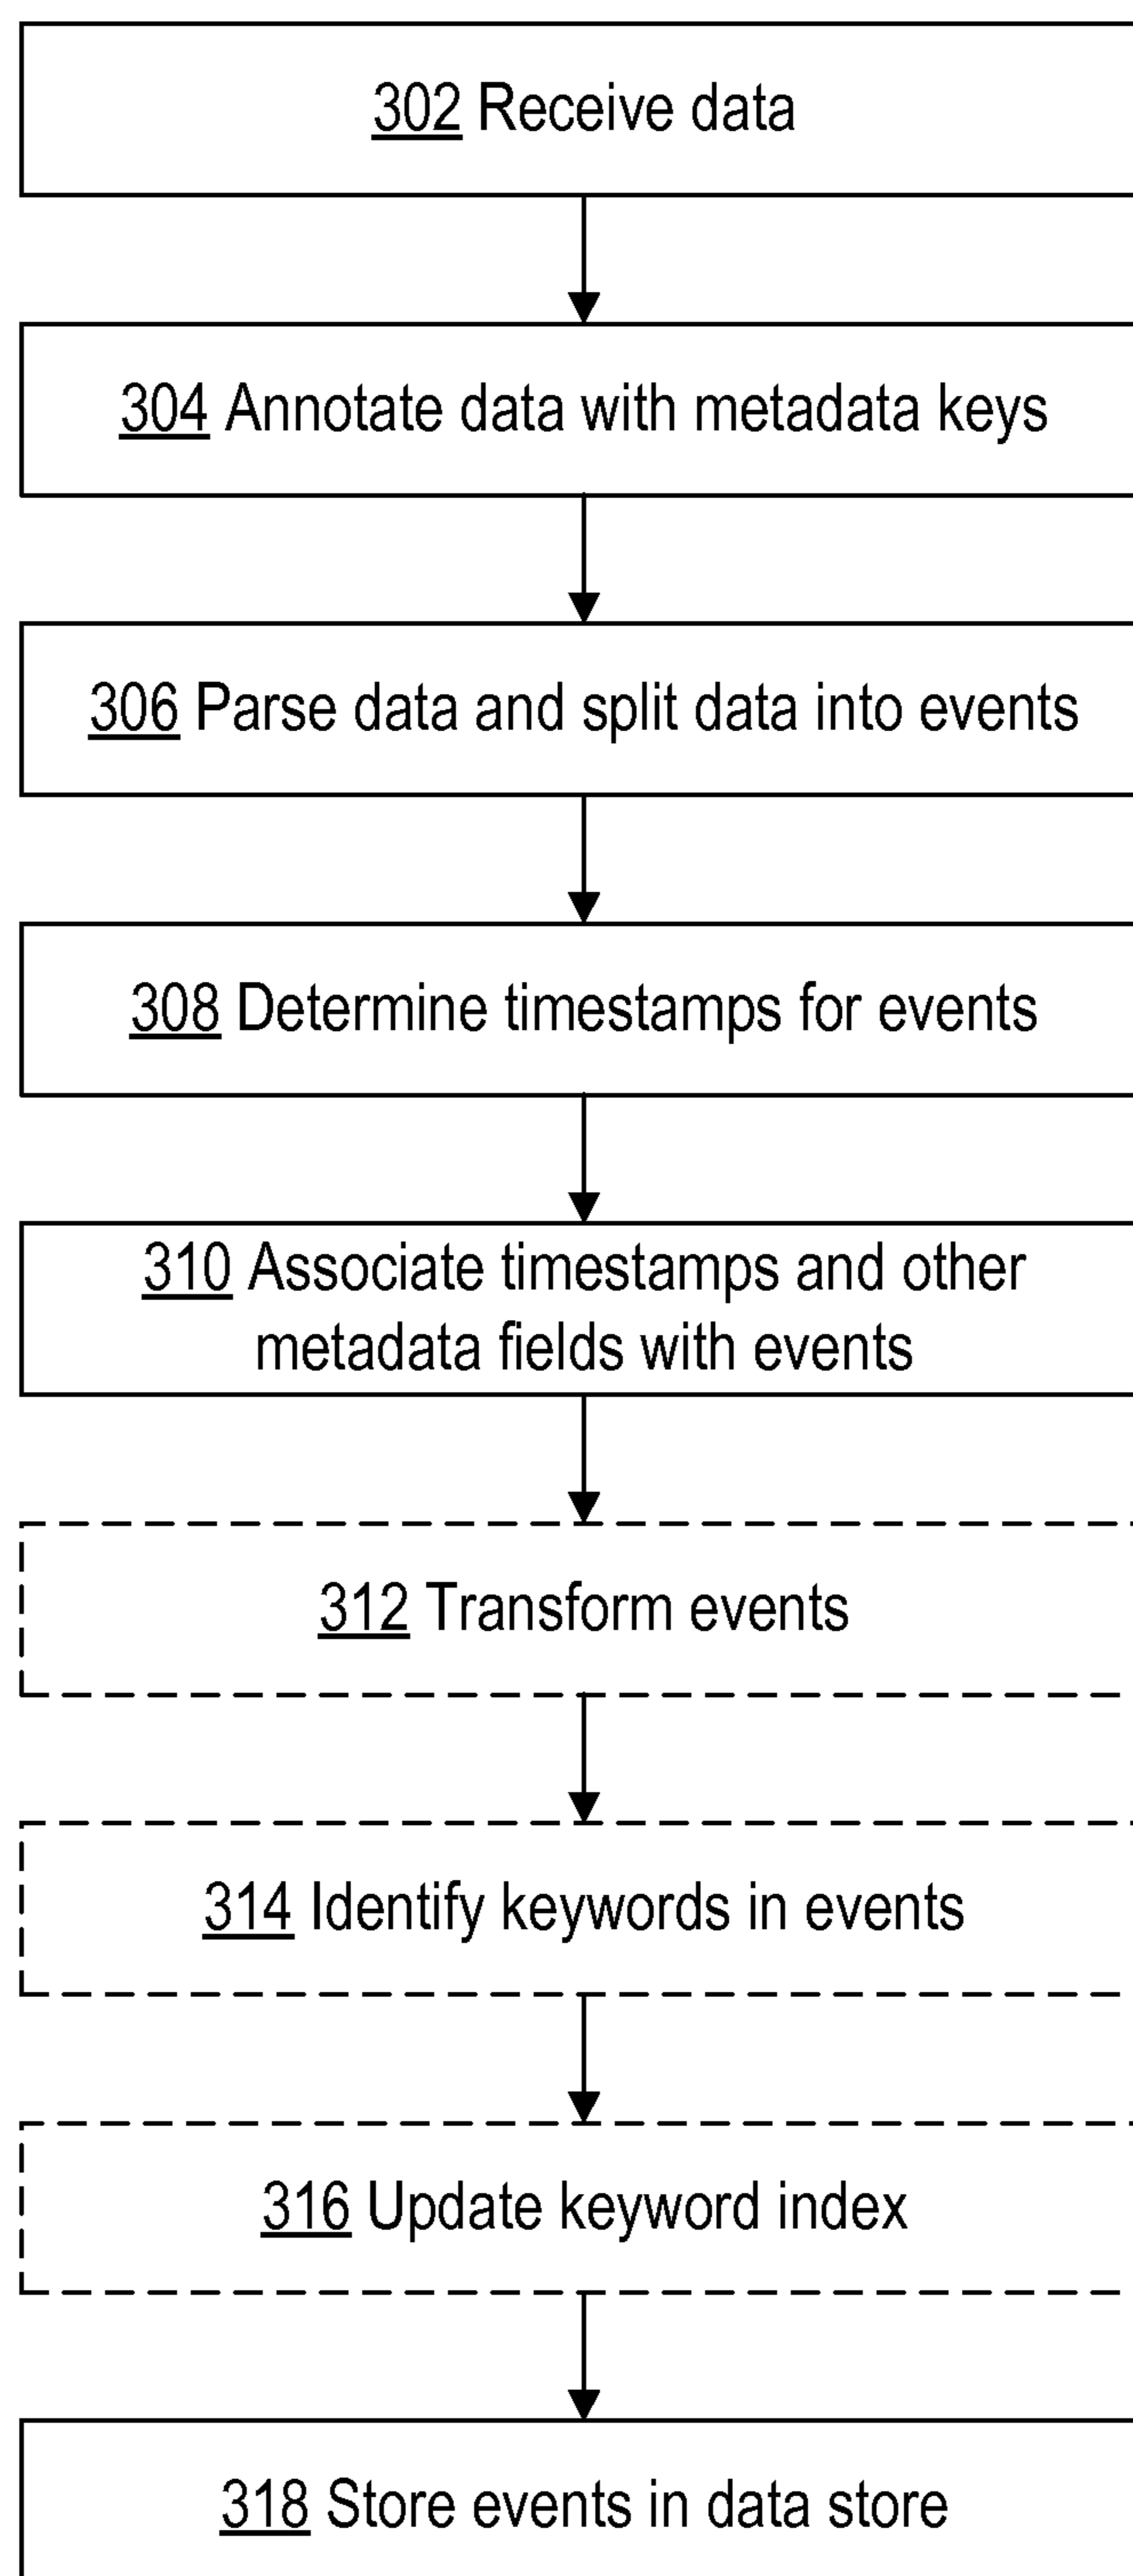 302 Receive data
304 Annotate data with metadata keys
306 Parse data and split data into events
308 Determine timestamps for events
310 Associate timestamps and other
metadata fields with events
312 Transform events
314 Identify keywords in events
316 Update keyword index
318 Store events in data store